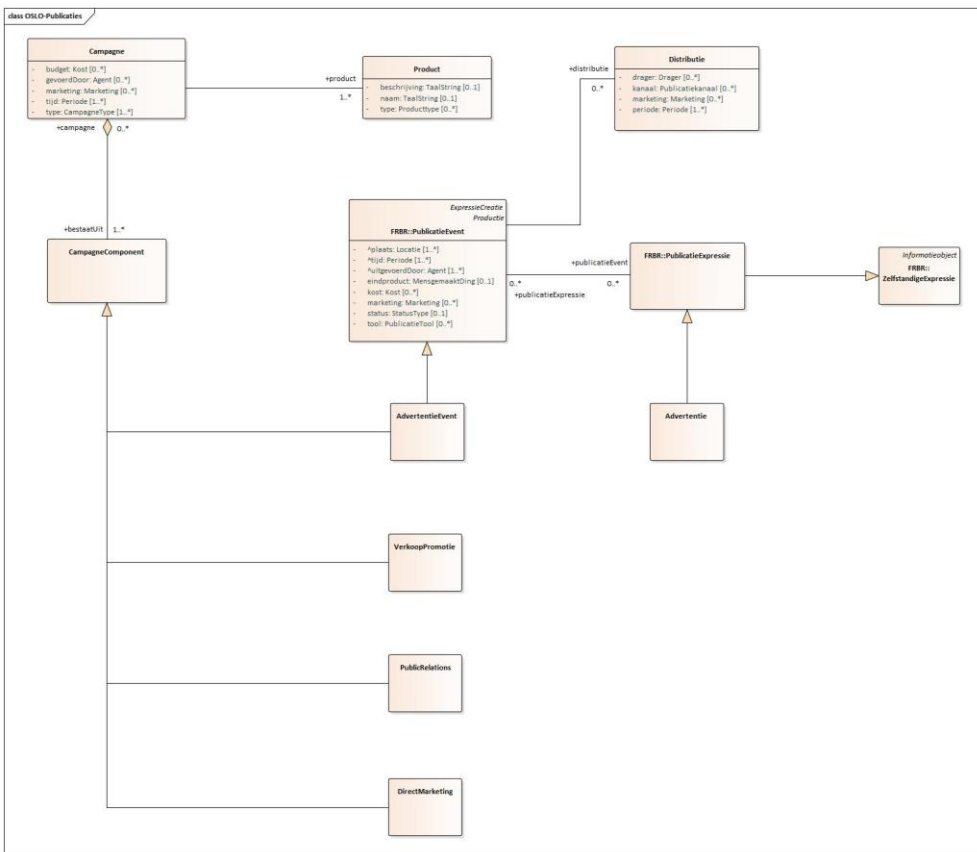 class OSLO-Publicaties
Campagne
- budget: Kost [0..*]
- gevoerdDoor: Agent [0..*]
- marketing: Marketing [0..*]
- tijd: Periode [1..*]
- type: CampagneType [1..*]
+product
1..*
Product
- beschrijving: TaalString [0..1]
- naam: TaalString [0..1]
- type: Producttype [0..*]
+distributie
0..*
Distributie
- drager: Drager [0..*]
- kanaal: Publicatiekanaal [0..*]
- marketing: Marketing [0..*]
- periode: Periode [1..*]
+campagne 0..*
+bestaatUit 1..*
CampagneComponent
ExpressieCreatie
Productie
FRBR::PublicatieEvent
- ^plaats: Locatie [1..*]
- ^tijd: Periode [1..*]
- ^uitgevoerdDoor: Agent [1..*]
- eindproduct: MensgemaaktDing [0..1]
- kost: Kost [0..*]
- marketing: Marketing [0..*]
- status: StatusType [0..1]
- tool: PublicatieTool [0..*]
+publicatieEvent
0..* 0..*
+publicatieExpressie
FRBR::PublicatieExpressie
Informatieobject
FRBR::
ZelfstandigeExpressie
AdvertentieEvent
Advertentie
VerkoopPromotie
PublicRelations
DirectMarketing